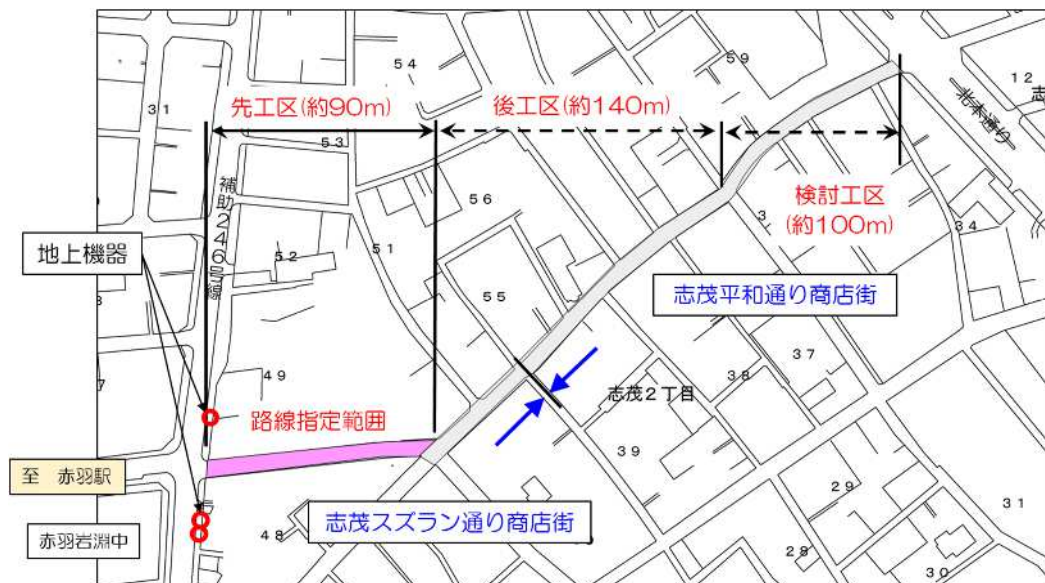 54
59
12
志
31
北本通り
先工区(約90m)
後工区(約140m)
53
補助246号線
56
3
検討工区
(約100m)
34
51
地上機器
52
志茂平和通り商店街
55
7
37
38
49
志茂2丁目
路線指定範囲
39
至 赤羽駅
29
31
志茂スズラン通り商店街
48
赤羽岩淵中
28
30